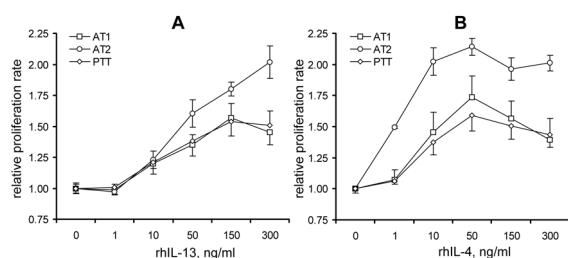 A
AT1
AT2
PTT
relative proliferation rate
2.25
2.00
1.75
1.50
1.25
1.00
0.75
0 1 10 50 150 300
rhIL-13, ng/ml
B
AT1
AT2
PTT
relative proliferation rate
2.25
2.00
1.75
1.50
1.25
1.00
0.75
0 1 10 50 150 300
rhIL-4, ng/ml